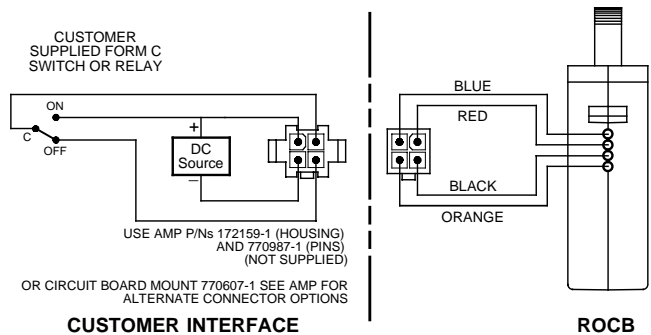 CUSTOMER
SUPPLIED FORM C
SWITCH OR RELAY
ON
C
OFF
+
DC
Source
–
USE AMP P/Ns 172159-1 (HOUSING)
AND 770987-1 (PINS)
(NOT SUPPLIED)
OR CIRCUIT BOARD MOUNT 770607-1 SEE AMP FOR
ALTERNATE CONNECTOR OPTIONS
CUSTOMER INTERFACE
BLUE
RED
BLACK
ORANGE
ROCB